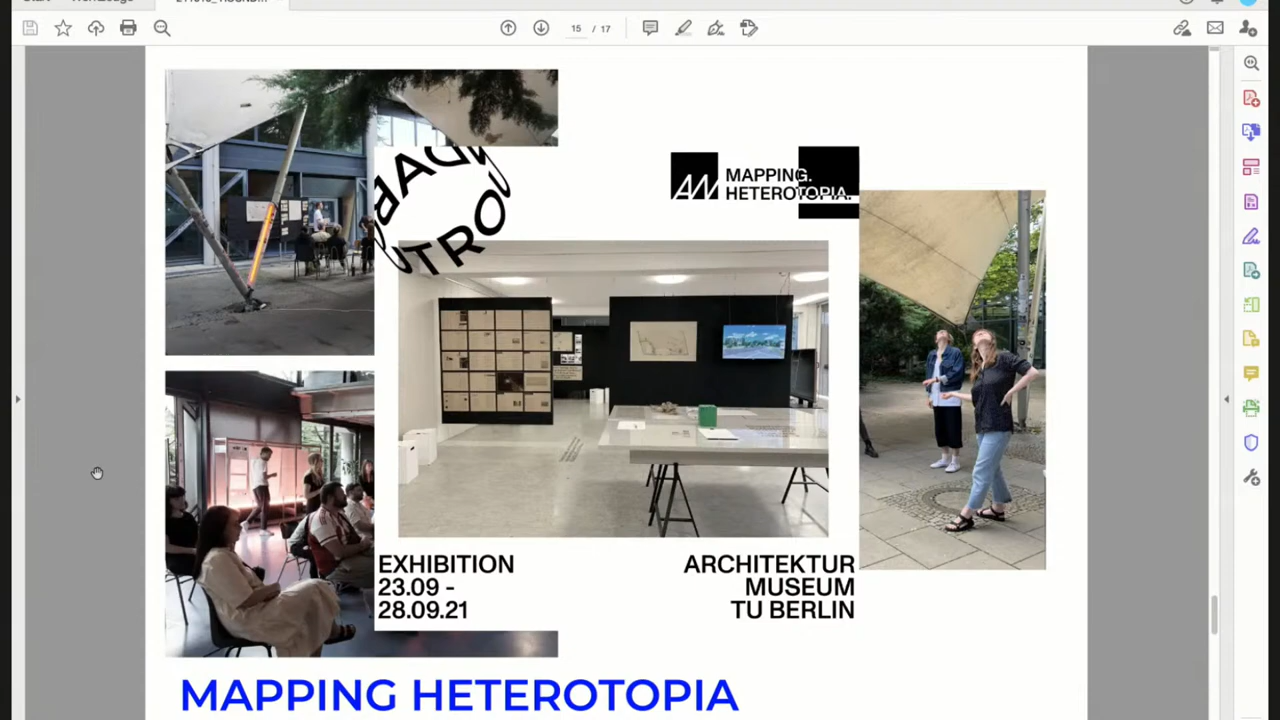 15 / 17
MAPPING.
HETEROTOPIA.
EXHIBITION
23.09 -
28.09.21
ARCHITEKTUR
MUSEUM
TU BERLIN
MAPPING HETEROTOPIA